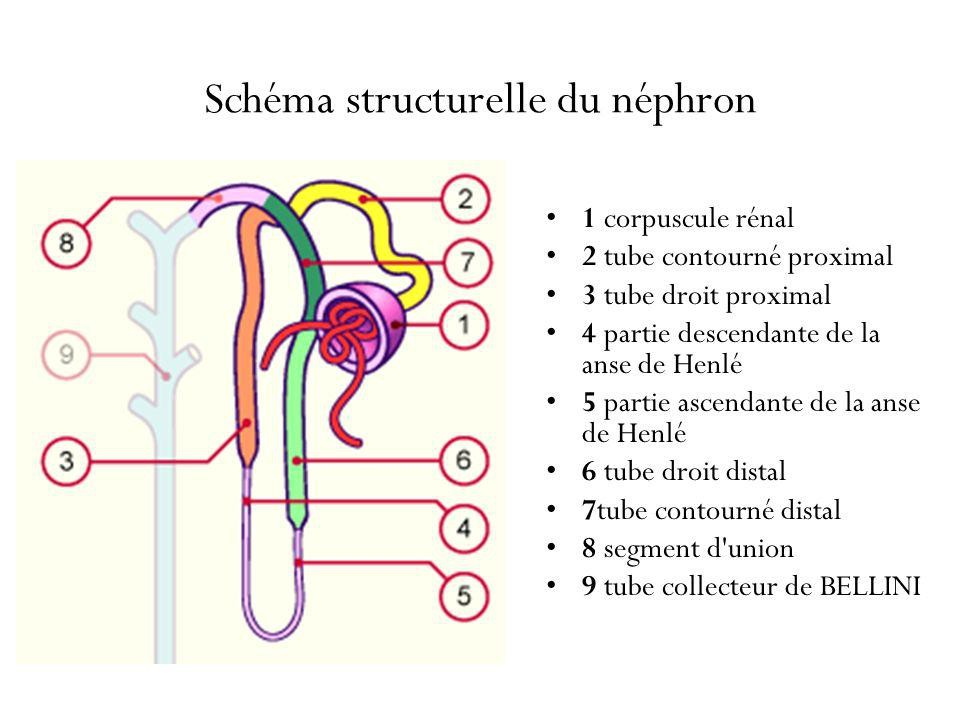 Schéma structurelle du néphron
8
9
3
2
7
1
6
4
5
• 1 corpuscule rénal
• 2 tube contourné proximal
• 3 tube droit proximal
• 4 partie descendante de la
anse de Henlé
• 5 partie ascendante de la anse
de Henlé
• 6 tube droit distal
• 7tube contourné distal
• 8 segment d'union
• 9 tube collecteur de BELLINI